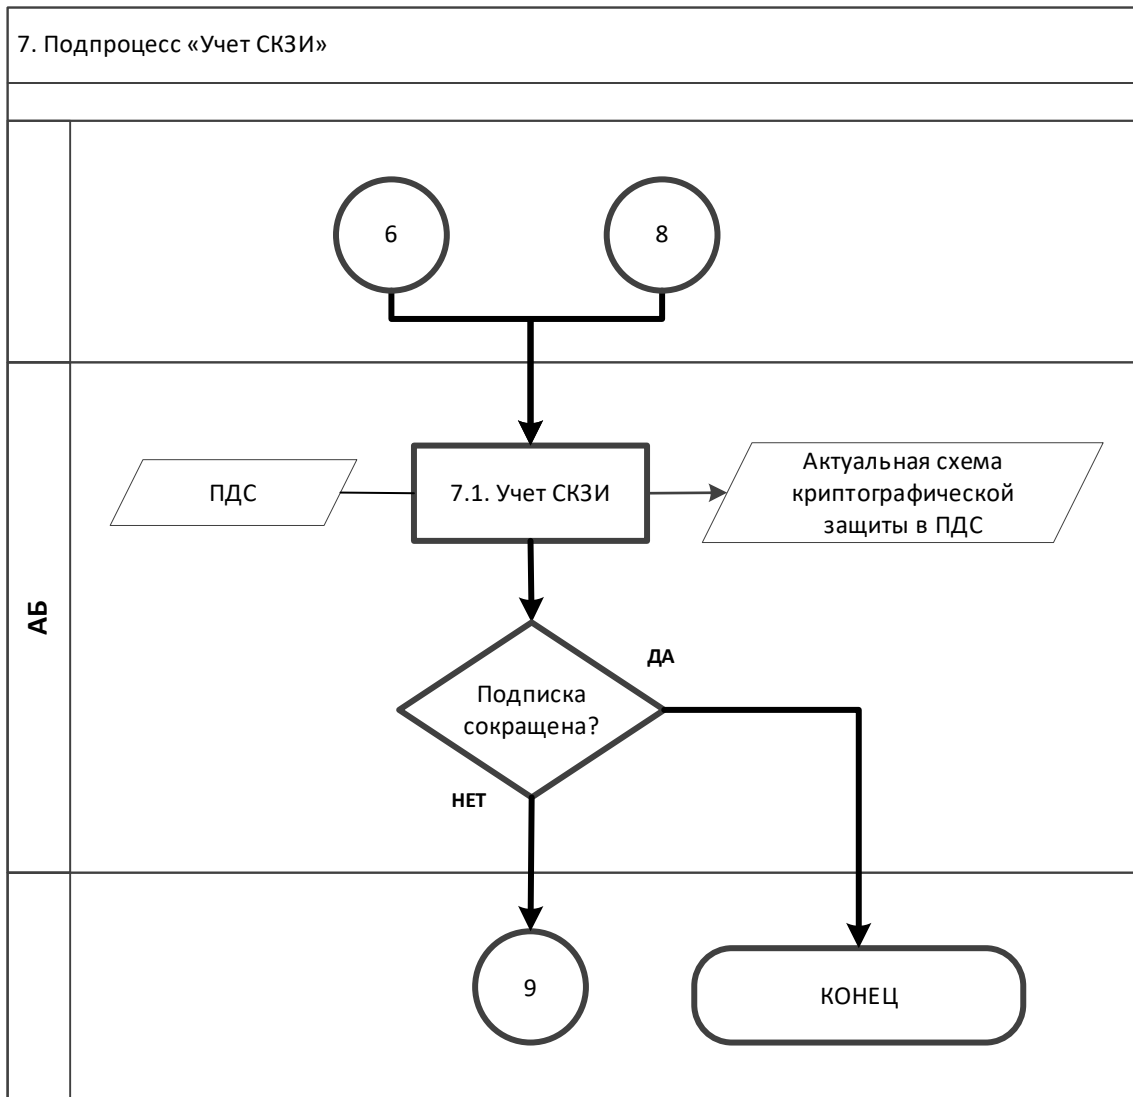 7. Подпроцесс «Учет СКЗИ»
6
8
ПДС
7.1. Учет СКЗИ
Актуальная схема
криптографической
защиты в ПДС
АБ
ДА
Подписка
сокращена?
НЕТ
9
КОНЕЦ